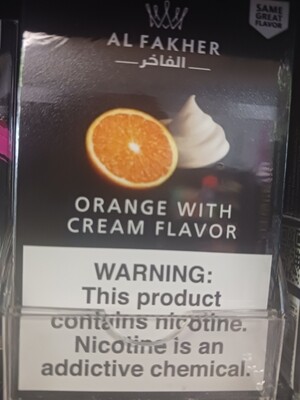 SAME
GREAT
FLAVOR
AL FAKHER
الفاخر
ORANGE WITH
CREAM FLAVOR
WARNING:
This product
contains nicotine.
Nicotine is an
addictive chemical.